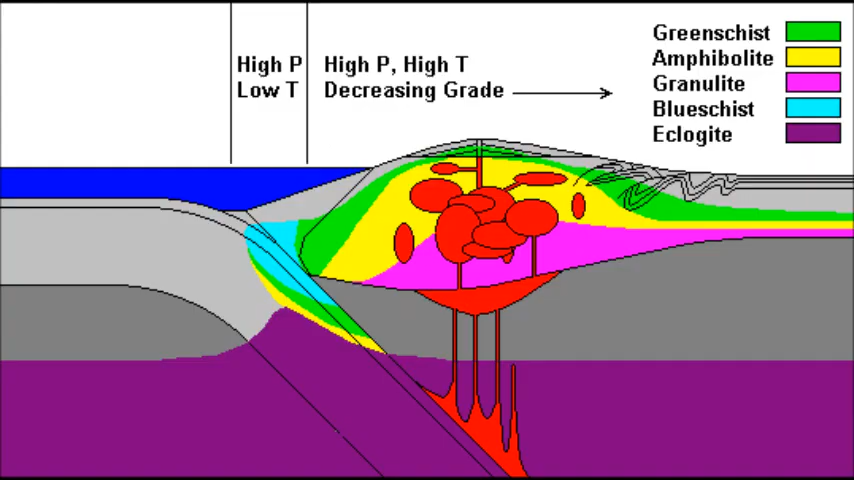 High P
Low T
High P, High T
Decreasing Grade
Greenschist
Amphibolite
Granulite
Blueschist
Eclogite